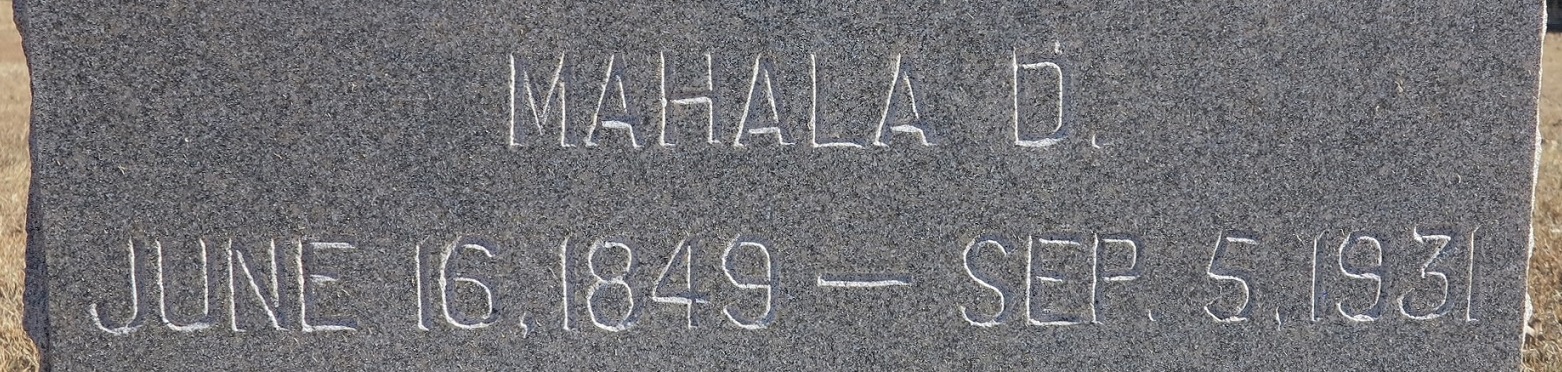 MAHALA D.
JUNE 16, 1849 — SEP. 5, 1931